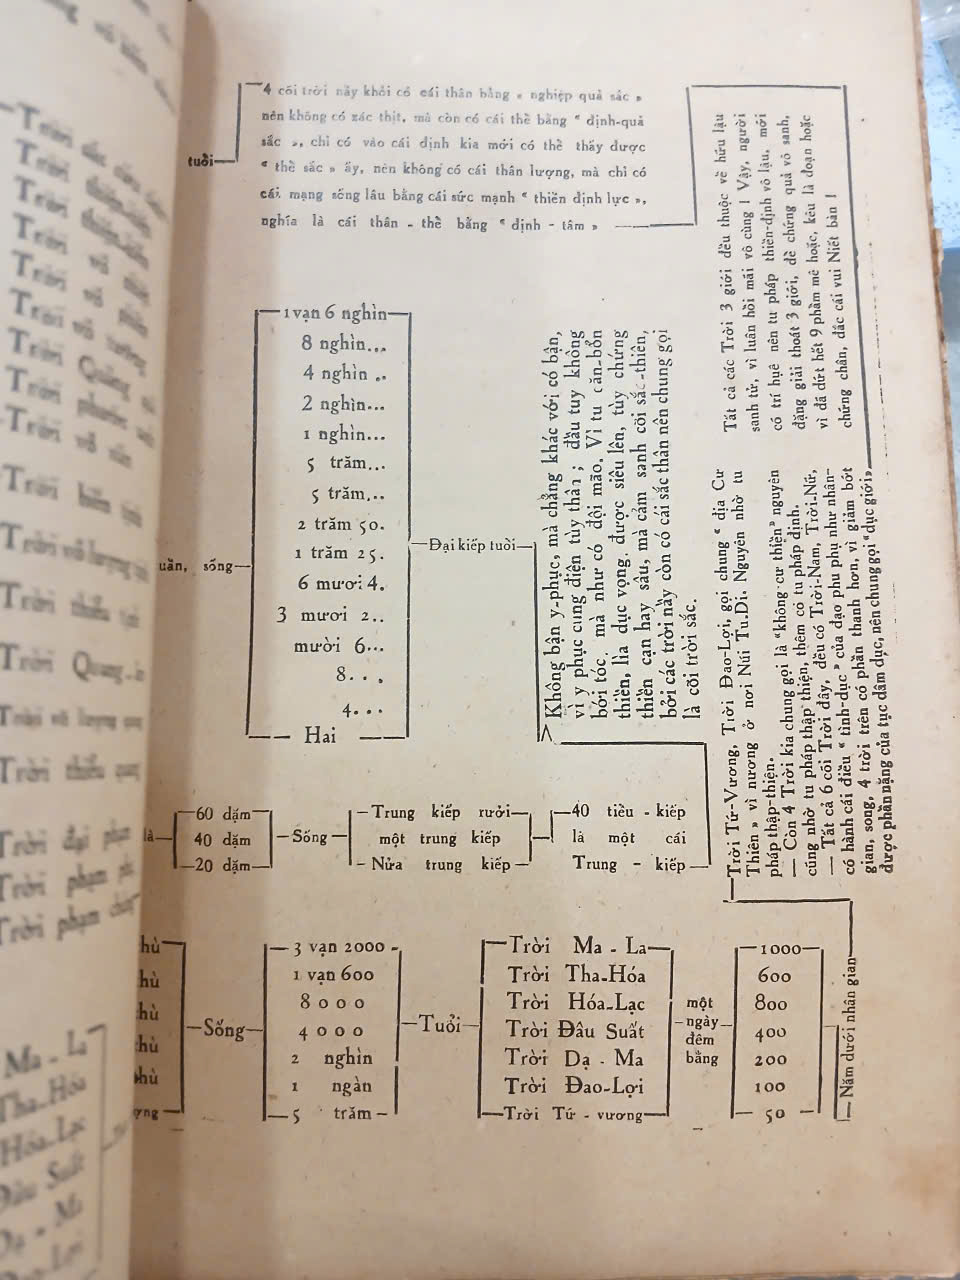 4 cõi trời nầy khỏi có cái thân bằng « nghiệp quả sắc »
nên không có xác thịt, mà còn có cái thể bằng “ định-quả
sắc », chỉ có vào cái định kia mới có thể thấy được
“ thể sắc » ấy, nên không có cái thân lượng, mà chỉ có
cái mạng sống lâu bằng cái sức mạnh “ thiền định lực »,
nghĩa là cái thân - thể bằng “ định - tâm »
tuổi
Tất cả các Trời 3 giới đều thuộc về hữu lậu
sanh tử, vì luân hồi mãi vô cùng ! Vậy, người
có trí huệ nên tu pháp thiền-định vô lậu, mới
đặng giải thoát 3 giới, để chứng quả vô sanh,
vì đã dứt hết 9 phẩm mê hoặc, kêu là đoạn hoặc
chứng chân, đắc cái vui Niết bàn !
1 vạn 6 nghìn
8 nghìn...
4 nghìn ..
2 nghìn...
1 nghìn...
5 trăm...
5 trăm...
2 trăm 50.
1 trăm 25.
6 mươi 4.
3 mươi 2..
mười 6...
8...
4...
Hai
uần, sống
Đại kiếp tuổi
Không bận y-phục, mà chẳng khác với có bận,
vì y phục cung điện tùy thân ; đầu tuy không
bới tóc, mà như có đội mão. Vì tu căn-bổn
thiền, lìa dục vọng, được siêu lên, tùy chứng
thiền cạn hay sâu, mà cảm sanh cõi sắc-thiên,
bởi các trời nầy còn có cái sắc thân nên chung gọi
là cõi trời sắc.
Trời Tứ-Vương, Trời Đao-Lợi, gọi chung “ địa Cư
Thiên » vì nương ở nơi Núi Tu-Di. Nguyên nhờ tu
pháp thập-thiện.
— Còn 4 Trời kia chung gọi là “không cư thiên” nguyên
cũng nhờ tu pháp thập thiện, thêm có tu pháp định.
— Tất cả 6 cõi Trời đây, đều có Trời-Nam, Trời-Nữ,
có hành cái điều “ tình-dục ” của đạo phu phụ như nhân-
gian, song, 4 trời trên có phần thanh hơn, vì giảm bớt
được phần nặng của tục dâm dục, nên chung gọi “dục giới»
là
60 dặm
40 dặm
20 dặm
Sống
Trung kiếp rưởi
một trung kiếp
Nửa trung kiếp
40 tiểu - kiếp
là một cái
Trung - kiếp
hù
hù
hù
hù
hù
ợng
Sống
3 vạn 2000
1 vạn 600
8 0 0 0
4 0 0 0
2 nghìn
1 ngàn
5 trăm
Tuổi
Trời Ma - La
Trời Tha-Hóa
Trời Hóa-Lạc
Trời Đâu Suất
Trời Dạ - Ma
Trời Đao-Lợi
Trời Tứ - vương
một
ngày
đêm
bằng
1000
600
800
400
200
100
50
Năm dưới nhân gian